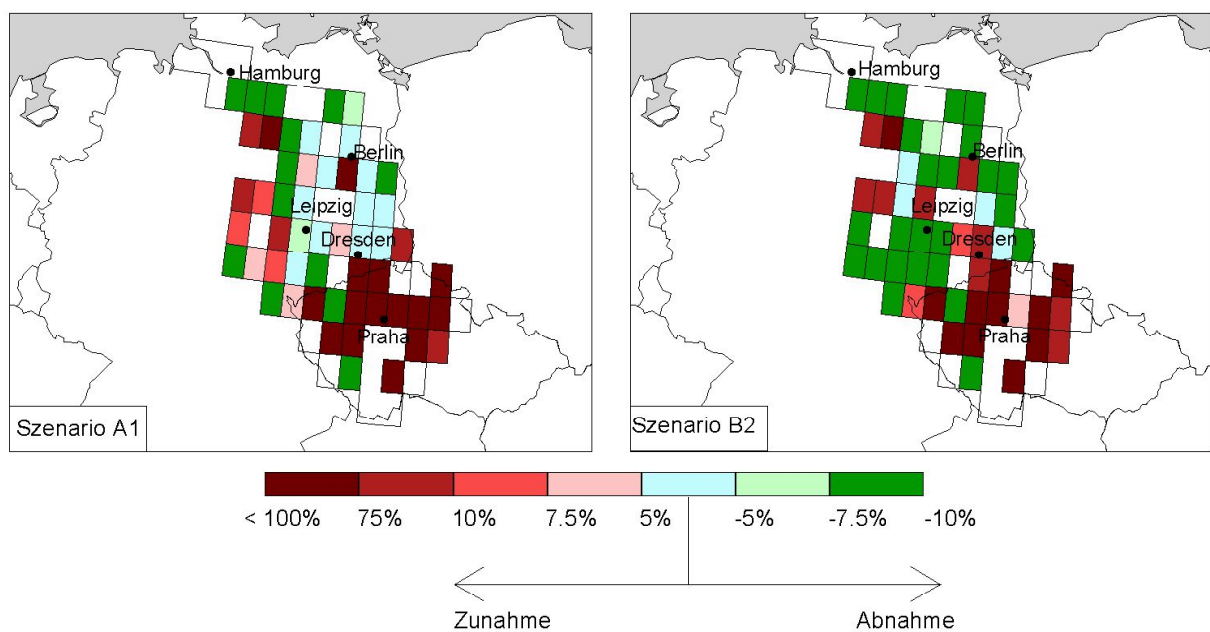 Hamburg
Berlin
Leipzig
Dresden
Praha
Szenario A1
Hamburg
Berlin
Leipzig
Dresden
Praha
Szenario B2
< 100% 75% 10% 7.5% 5% -5% -7.5% -10%
Zunahme Abnahme